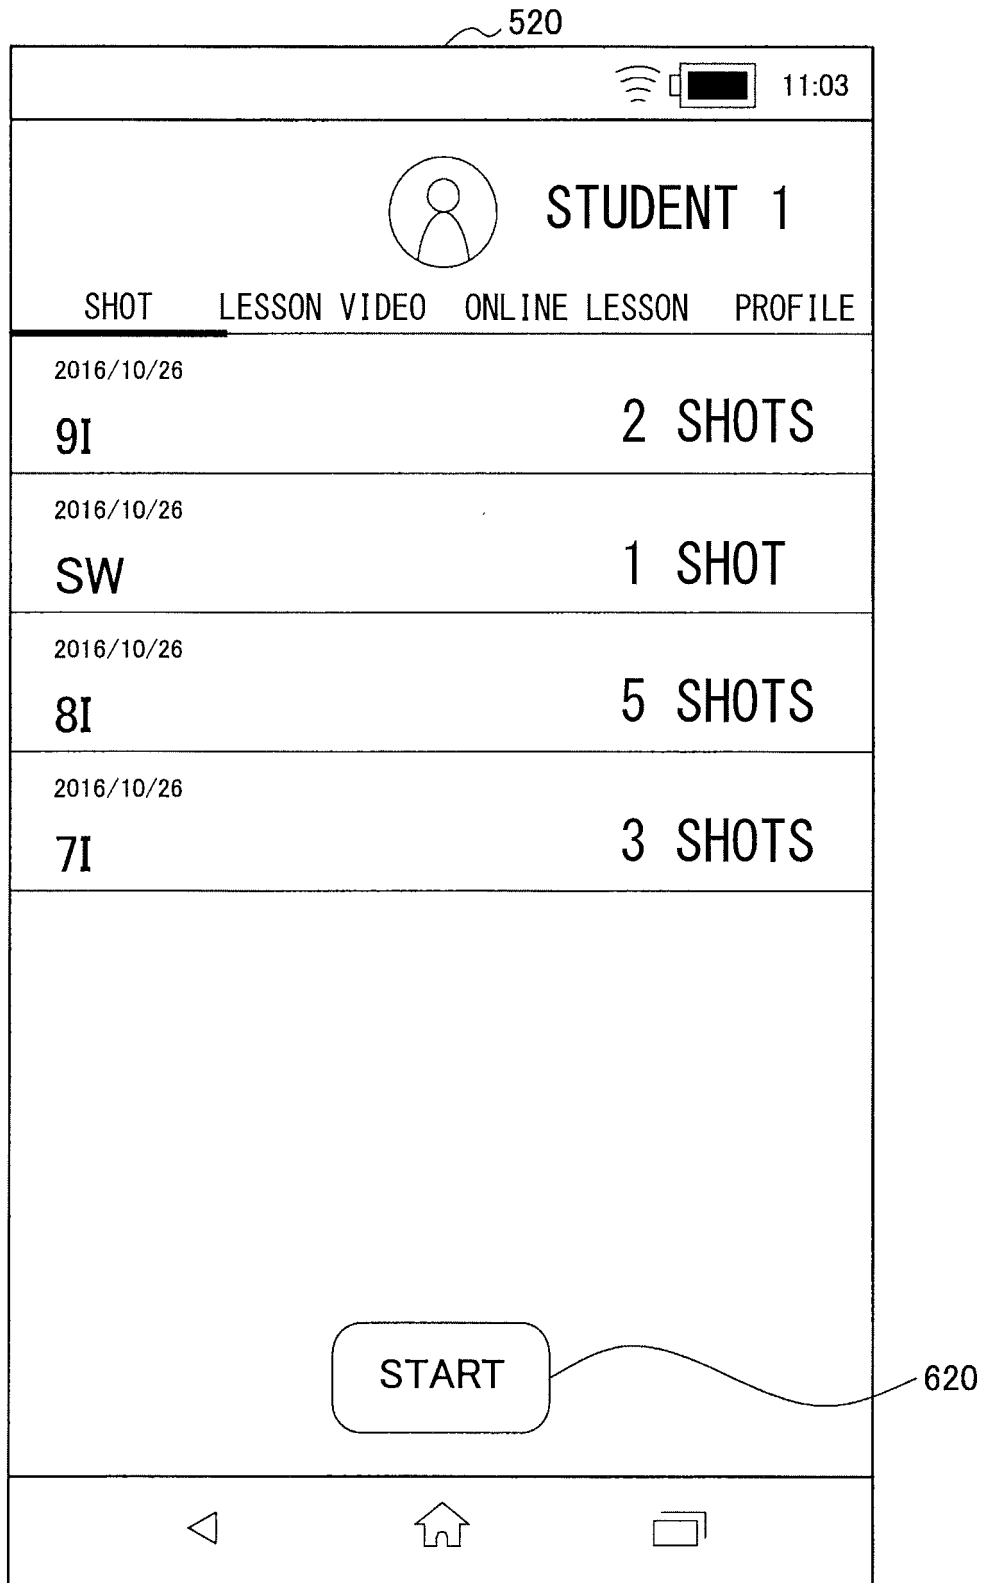 520
11:03
STUDENT 1
SHOT LESSON VIDEO ONLINE LESSON PROFILE
2016/10/26
9I 2 SHOTS
2016/10/26
SW 1 SHOT
2016/10/26
8I 5 SHOTS
2016/10/26
7I 3 SHOTS
START
620